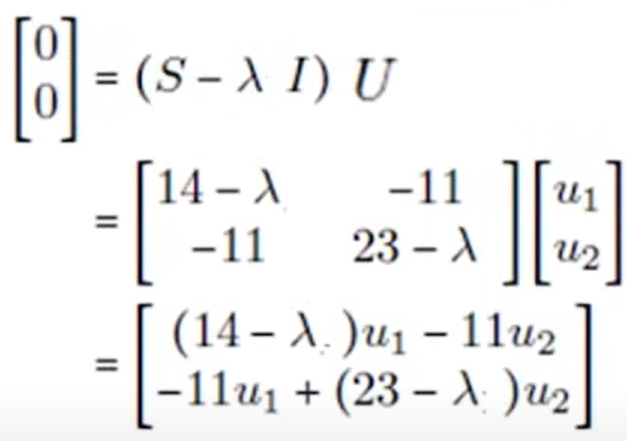 [0 0] = (S − λ I) U
= [14 − λ −11 −11 23 − λ] [u₁ u₂]
= [(14 − λ.)u₁ − 11u₂ −11u₁ + (23 − λ )u₂]